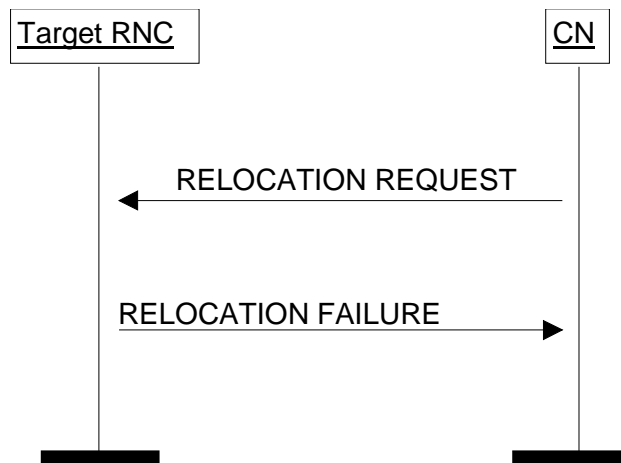 Target RNC
CN
RELOCATION REQUEST
RELOCATION FAILURE